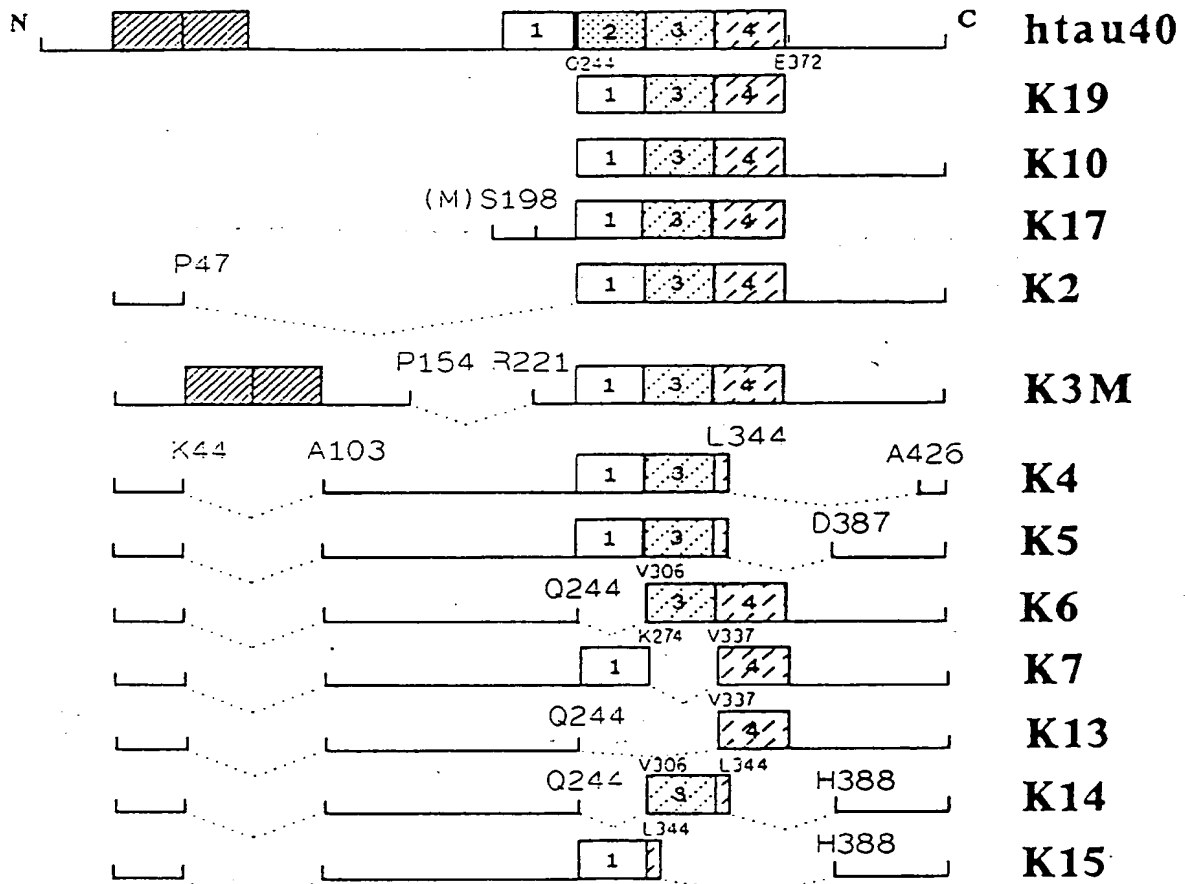 N C htau40
1 2 3 4
Q244 E372
1 3 4 K19
1 3 4 K10
(M)S198
1 3 4 K17
P47
1 3 4 K2
P154 R221
1 3 4 K3M
K44 A103 L344 A426
1 3 K4
D387
1 3 K5
V306
Q244
3 4 K6
K274 V337
1 4 K7
V337
Q244
4 K13
V306 L344
Q244 H388
3 K14
L344
H388
1 K15